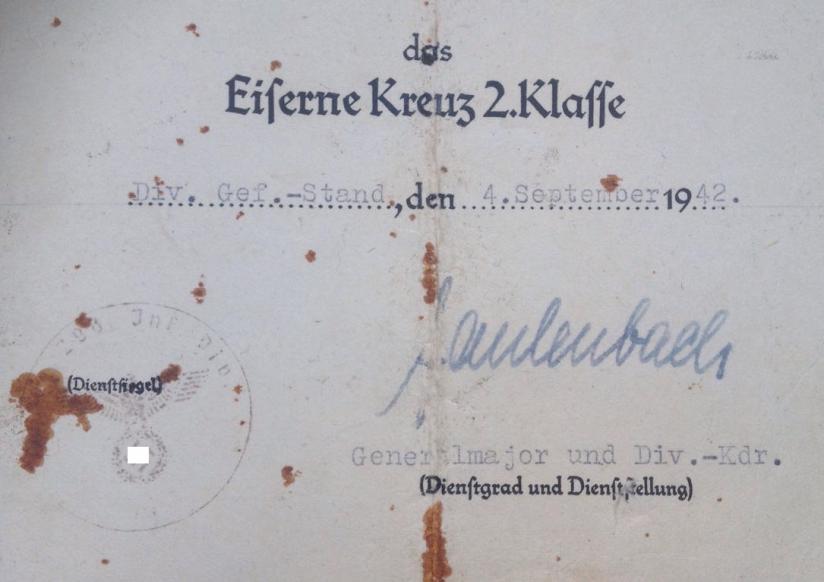 das
Eiserne Kreuz 2.Klasse
Div. Gef.-Stand, den 4.September 1942.
Inf. Div.
(Dienstsiegel)
Generalmajor und Div.-Kdr.
(Dienstgrad und Dienststellung)